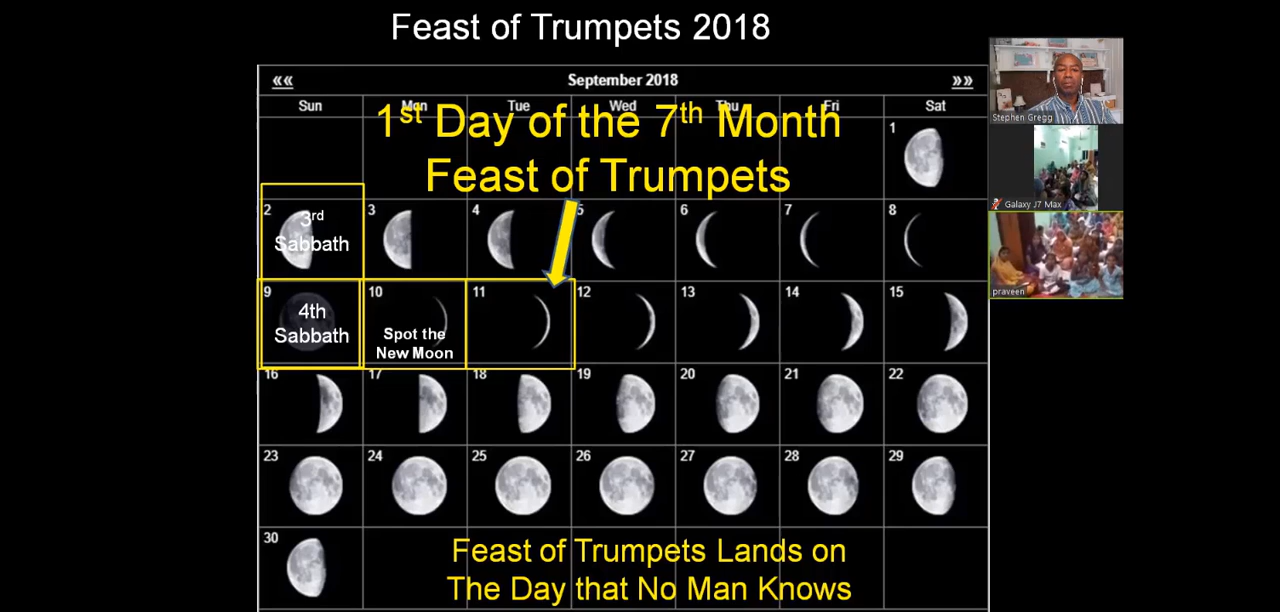 Feast of Trumpets 2018
«« September 2018 »»
Sun Mon Tue Wed Thu Fri Sat
1st Day of the 7th Month
Feast of Trumpets
1
2 3 4 5 6 7 8
3rd
Sabbath
9 10 11 12 13 14 15
4th
Sabbath
Spot the
New Moon
16 17 18 19 20 21 22
23 24 25 26 27 28 29
30
Feast of Trumpets Lands on
The Day that No Man Knows
Stephen Gregg
Galaxy J7 Max
praveen